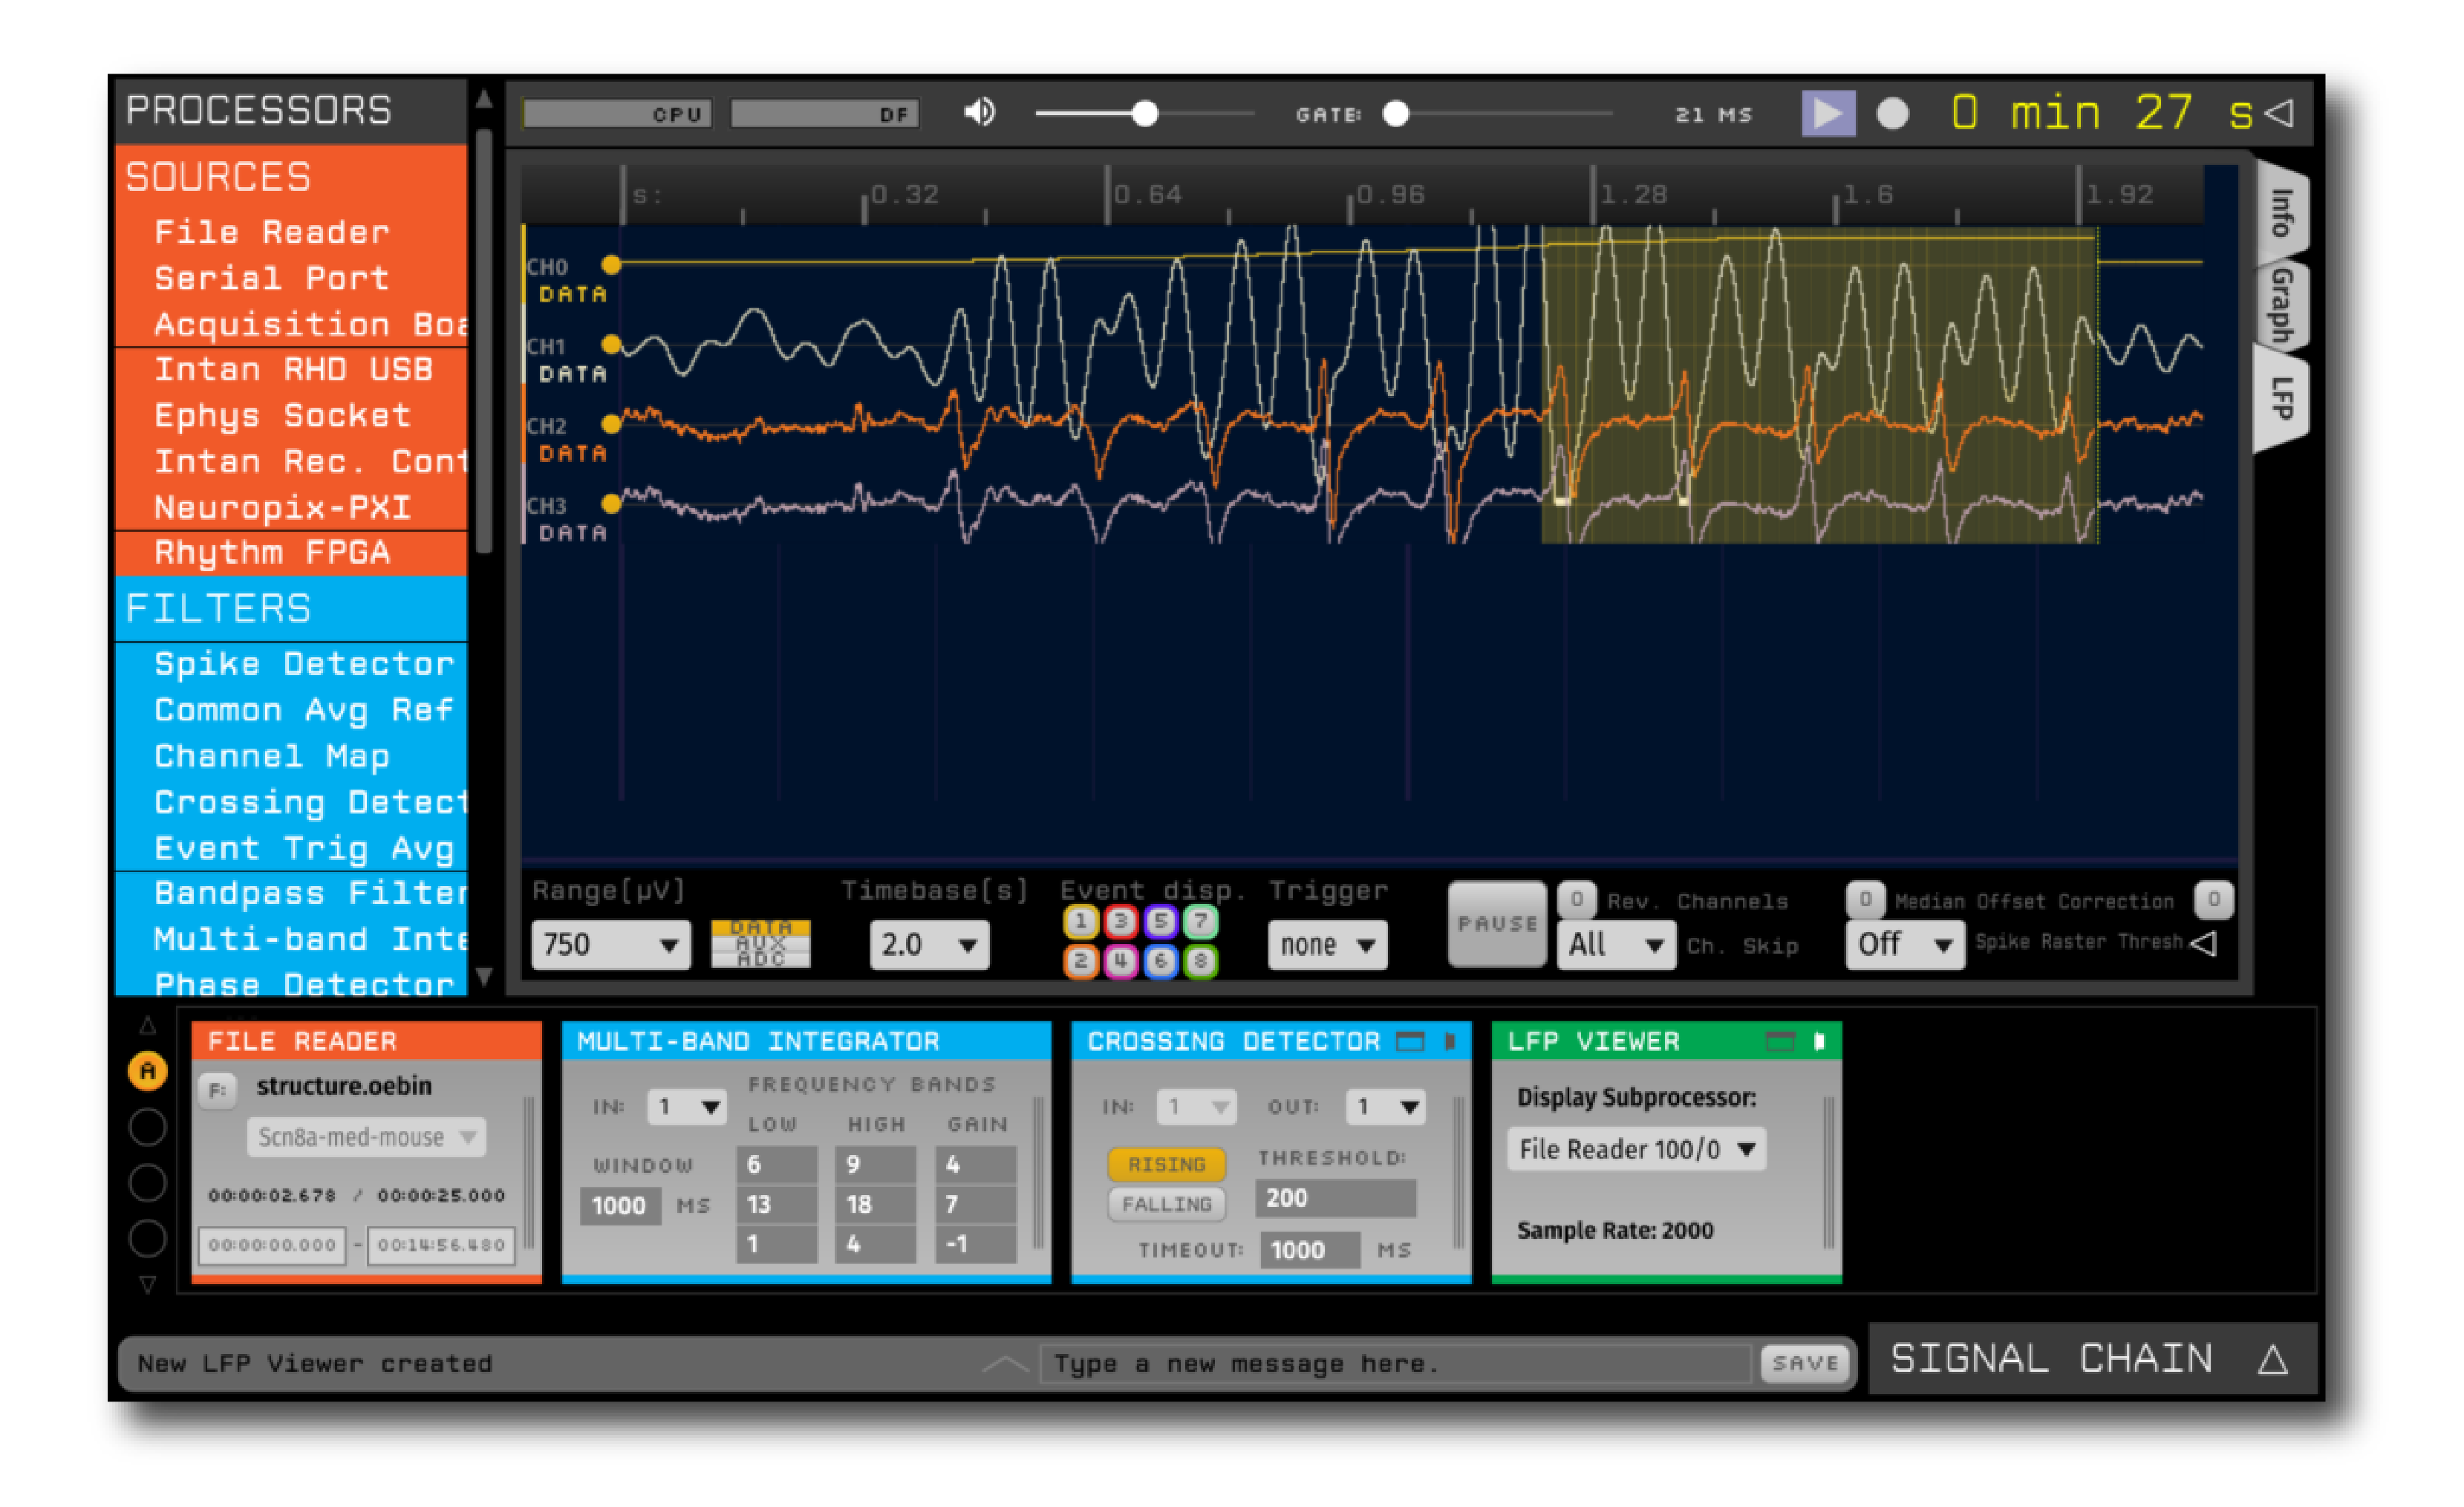 PROCESSORS
SOURCES
File Reader
Serial Port
Acquisition Boa
Intan RHD USB
Ephys Socket
Intan Rec. Cont
Neuropix-PXI
Rhythm FPGA
FILTERS
Spike Detector
Common Avg Ref
Channel Map
Crossing Detect
Event Trig Avg
Bandpass Filter
Multi-band Inte
Phase Detector
CPU DF GATE: 21 MS 0 min 27 s
s: 0.32 0.64 0.96 1.28 1.6 1.92
CH0
DATA
CH1
DATA
CH2
DATA
CH3
DATA
Info
Graph
LFP
Range[µV] Timebase[s] Event disp. Trigger
750
DATA
AUX
ADC
2.0
1 3 5 7
2 4 6 8
none
PAUSE
0 Rev. Channels
All Ch. Skip
0 Median Offset Correction 0
Off Spike Raster Thresh
A
FILE READER
F: structure.oebin
Scn8a-med-mouse
00:00:02.678 / 00:00:25.000
00:00:00.000 - 00:14:56.480
MULTI-BAND INTEGRATOR
IN: 1 FREQUENCY BANDS
LOW HIGH GAIN
WINDOW 6 9 4
1000 MS 13 18 7
1 4 -1
CROSSING DETECTOR
IN: 1 OUT: 1
RISING THRESHOLD:
FALLING 200
TIMEOUT: 1000 MS
LFP VIEWER
Display Subprocessor:
File Reader 100/0
Sample Rate: 2000
New LFP Viewer created
Type a new message here.
SAVE
SIGNAL CHAIN